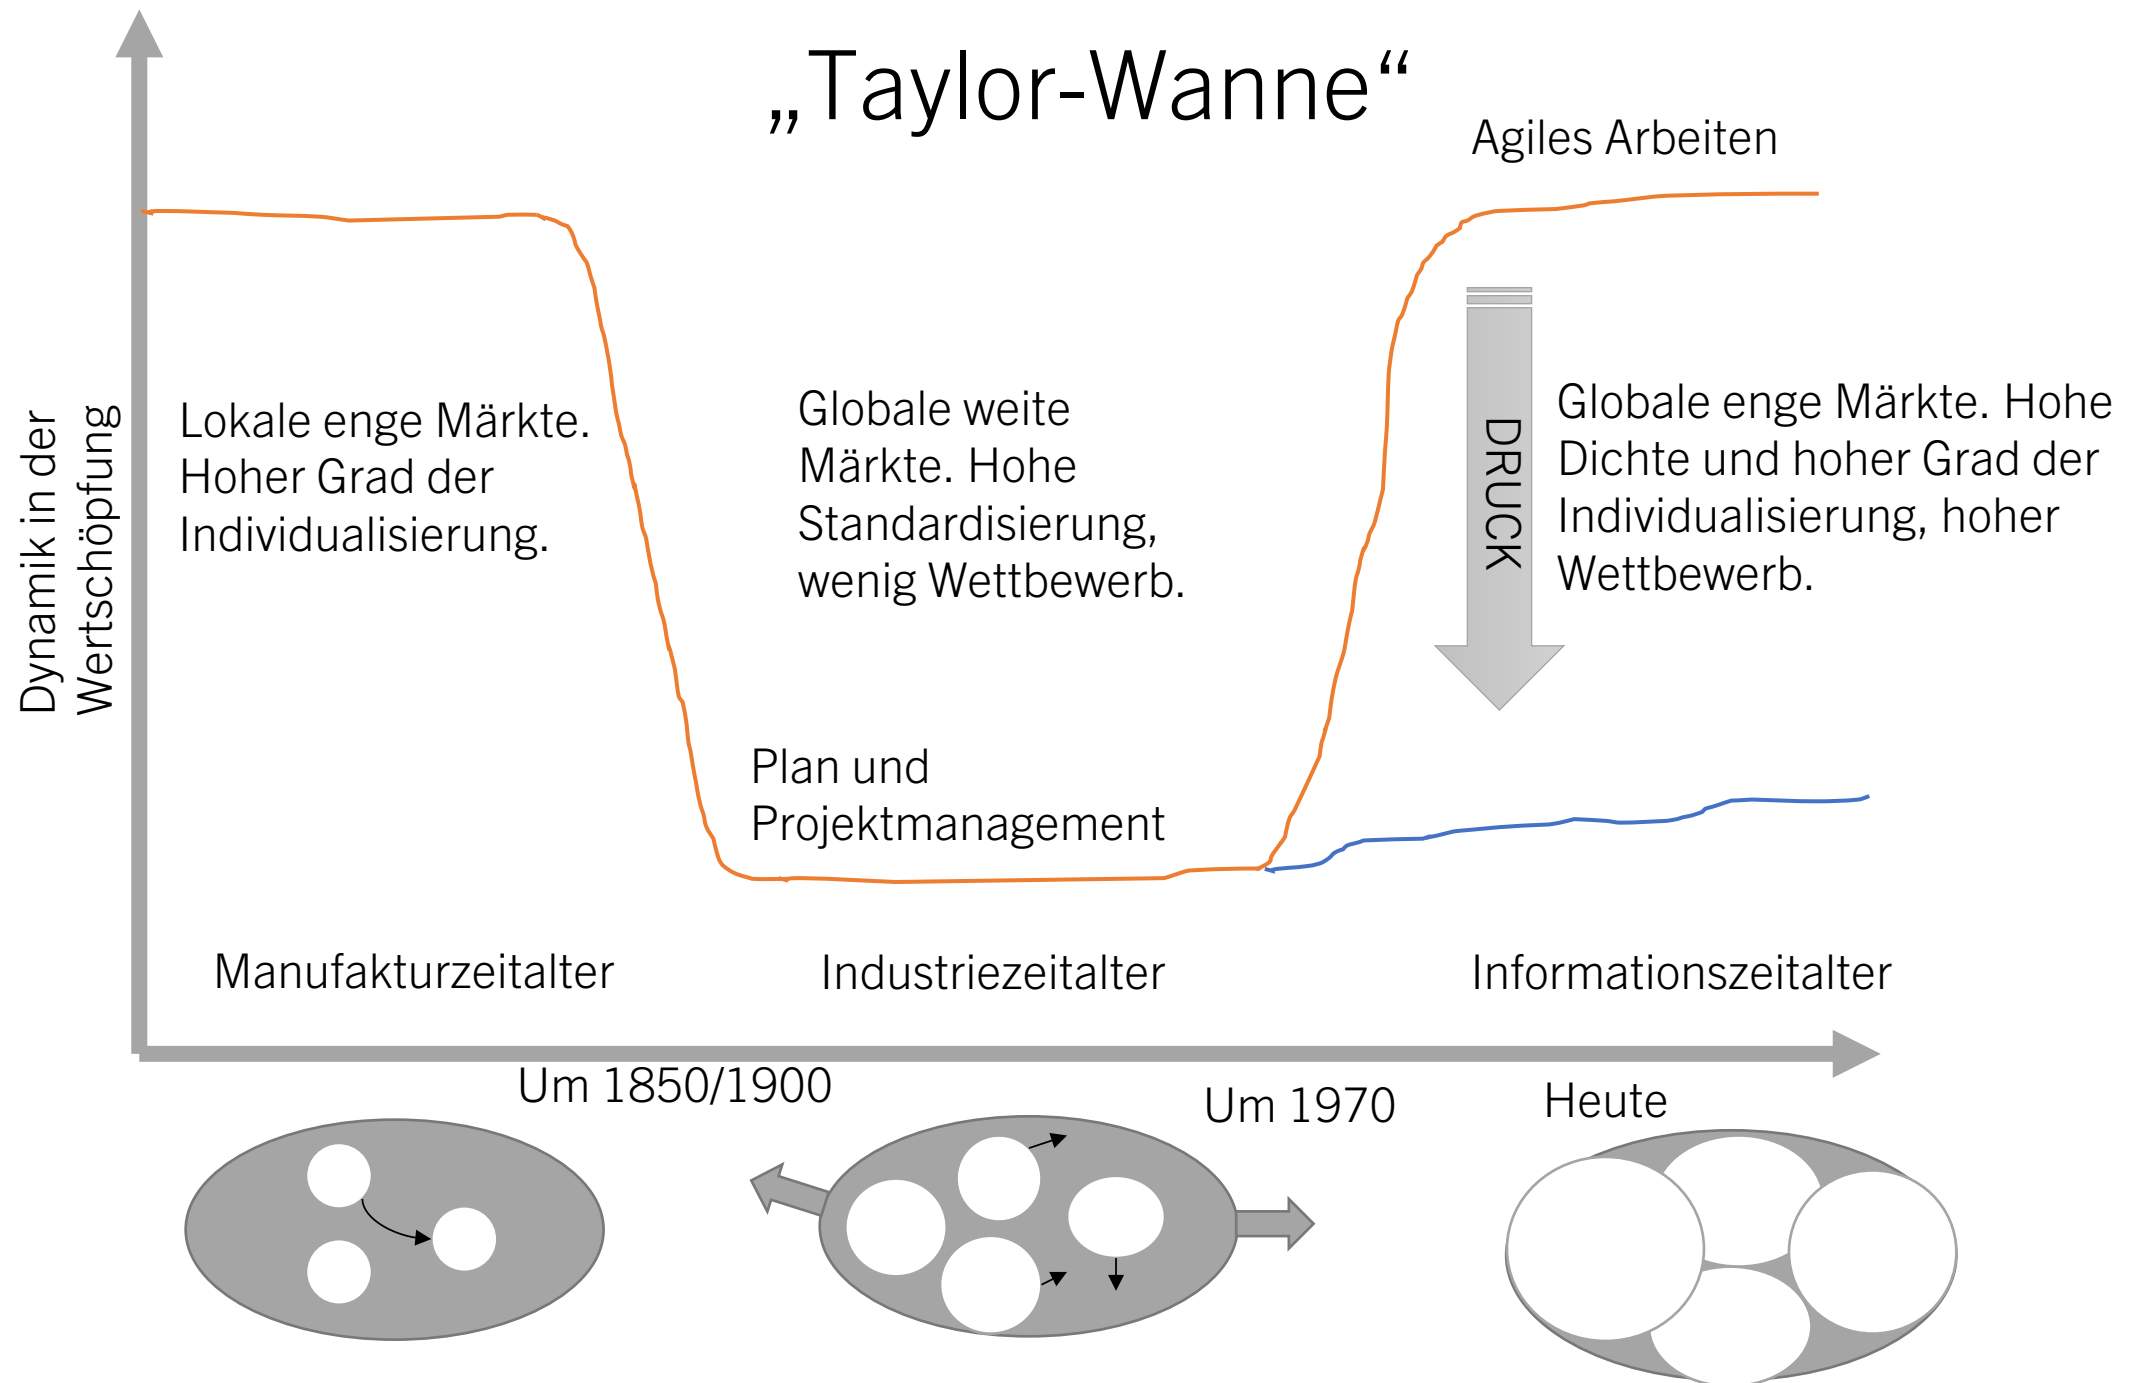 „Taylor-Wanne“
Agiles Arbeiten
Dynamik in der
Wertschöpfung
Lokale enge Märkte.
Hoher Grad der
Individualisierung.
Globale weite
Märkte. Hohe
Standardisierung,
wenig Wettbewerb.
DRUCK
Globale enge Märkte. Hohe
Dichte und hoher Grad der
Individualisierung, hoher
Wettbewerb.
Plan und
Projektmanagement
Manufakturzeitalter
Industriezeitalter
Informationszeitalter
Um 1850/1900
Um 1970
Heute